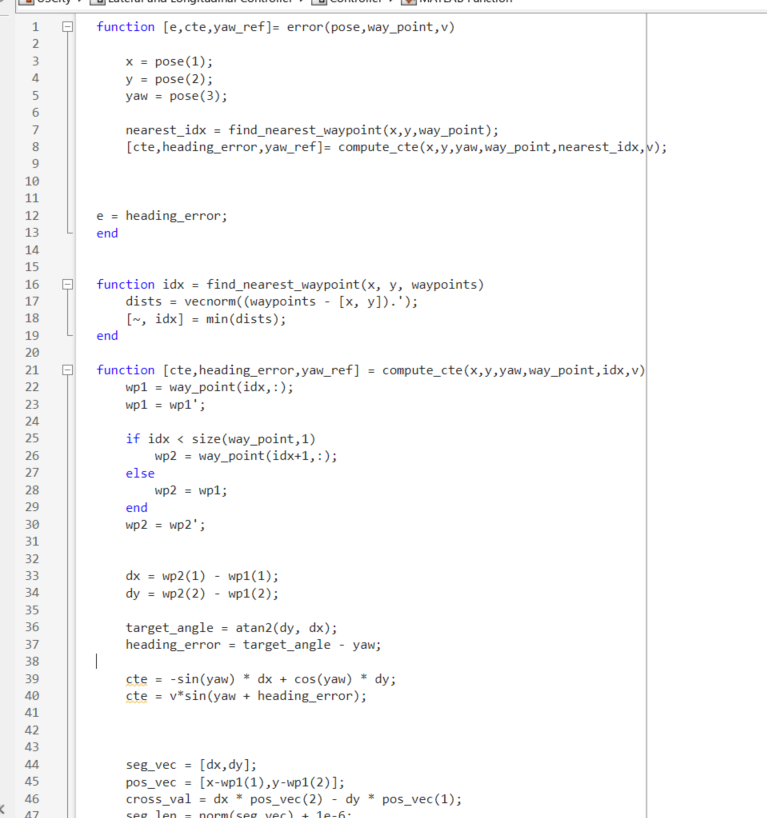 QCity Lateral and Longitudinal Controller Controller MATLAB Function
1 function [e,cte,yaw_ref]= error(pose,way_point,v)
2
3 x = pose(1);
4 y = pose(2);
5 yaw = pose(3);
6
7 nearest_idx = find_nearest_waypoint(x,y,way_point);
8 [cte,heading_error,yaw_ref]= compute_cte(x,y,yaw,way_point,nearest_idx,v);
9
10
11
12 e = heading_error;
13 end
14
15
16 function idx = find_nearest_waypoint(x, y, waypoints)
17 dists = vecnorm((waypoints - [x, y]).');
18 [~, idx] = min(dists);
19 end
20
21 function [cte,heading_error,yaw_ref] = compute_cte(x,y,yaw,way_point,idx,v)
22 wp1 = way_point(idx,:);
23 wp1 = wp1';
24
25 if idx < size(way_point,1)
26 wp2 = way_point(idx+1,:);
27 else
28 wp2 = wp1;
29 end
30 wp2 = wp2';
31
32
33 dx = wp2(1) - wp1(1);
34 dy = wp2(2) - wp1(2);
35
36 target_angle = atan2(dy, dx);
37 heading_error = target_angle - yaw;
38
39 cte = -sin(yaw) * dx + cos(yaw) * dy;
40 cte = v*sin(yaw + heading_error);
41
42
43
44 seg_vec = [dx,dy];
45 pos_vec = [x-wp1(1),y-wp1(2)];
46 cross_val = dx * pos_vec(2) - dy * pos_vec(1);
47 seg_len = norm(seg_vec) + 1e-6;